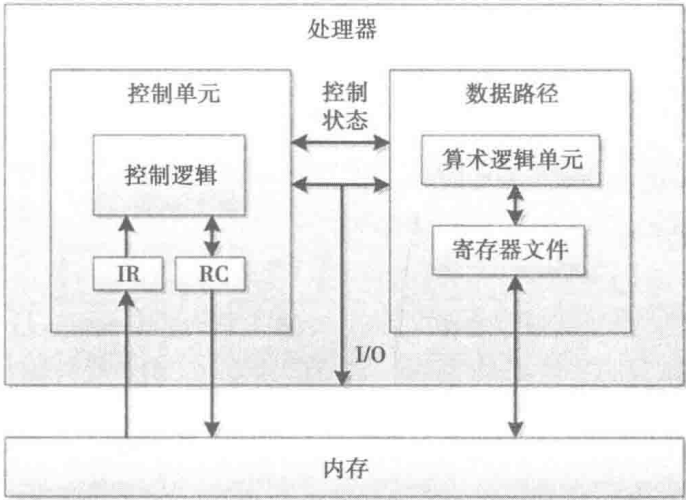 处理器
控制单元
控制
状态
数据路径
控制逻辑
算术逻辑单元
寄存器文件
IR
RC
I/O
内存